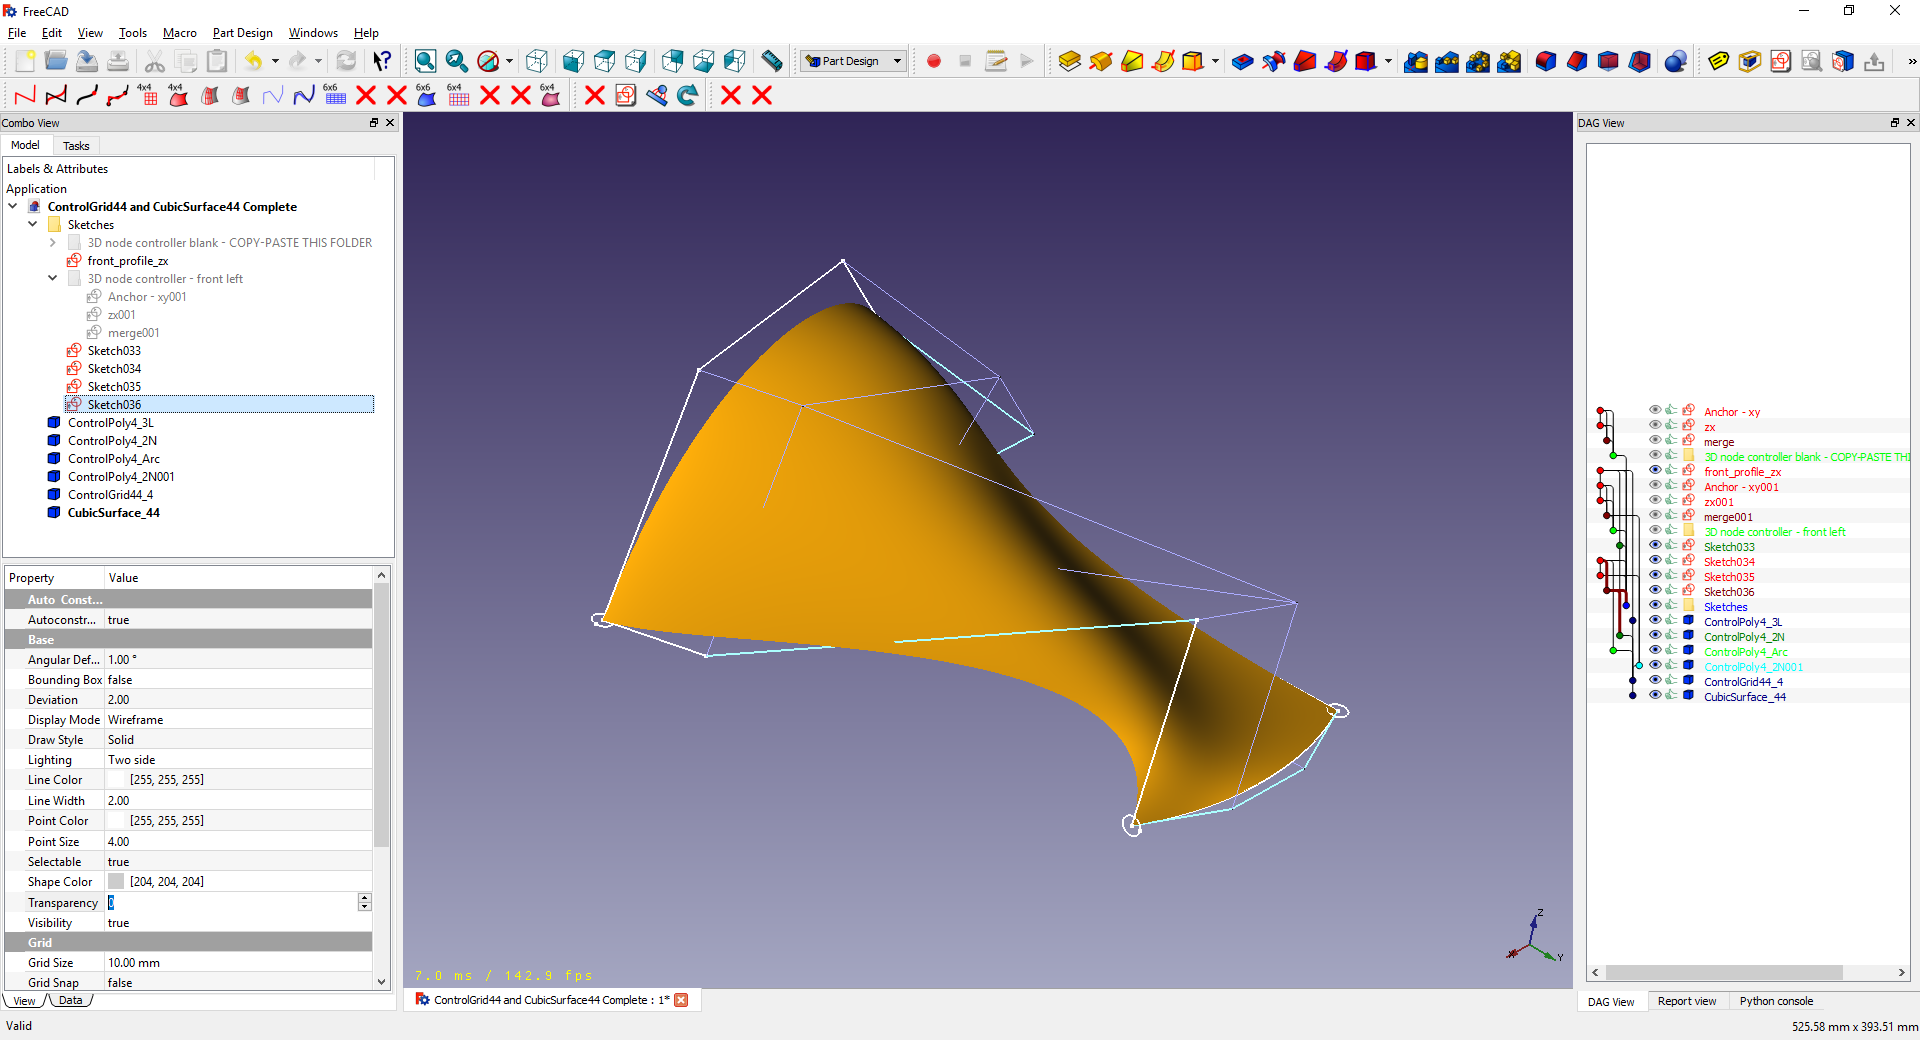 FreeCAD
File Edit View Tools Macro Part Design Windows Help
Part Design
4x4 4x4 6x6 6x6 6x6 6x4
Combo View
Model Tasks
Labels & Attributes
Application
ControlGrid44 and CubicSurface44 Complete
Sketches
3D node controller blank - COPY-PASTE THIS FOLDER
front_profile_zx
3D node controller - front left
Anchor - xy001
zx001
merge001
Sketch033
Sketch034
Sketch035
Sketch036
ControlPoly4_3L
ControlPoly4_2N
ControlPoly4_Arc
ControlPoly4_2N001
ControlGrid44_4
CubicSurface_44
Property Value
Auto Const...
Autoconstr... true
Base
Angular Def... 1.00 °
Bounding Box false
Deviation 2.00
Display Mode Wireframe
Draw Style Solid
Lighting Two side
Line Color [255, 255, 255]
Line Width 2.00
Point Color [255, 255, 255]
Point Size 4.00
Selectable true
Shape Color [204, 204, 204]
Transparency 0
Visibility true
Grid
Grid Size 10.00 mm
Grid Snap false
View Data
Valid
7.0 ms / 142.9 fps
Z
X
Y
ControlGrid44 and CubicSurface44 Complete : 1*
DAG View
Anchor - xy
zx
merge
3D node controller blank - COPY-PASTE THI
front_profile_zx
Anchor - xy001
zx001
merge001
3D node controller - front left
Sketch033
Sketch034
Sketch035
Sketch036
Sketches
ControlPoly4_3L
ControlPoly4_2N
ControlPoly4_Arc
ControlPoly4_2N001
ControlGrid44_4
CubicSurface_44
DAG View Report view Python console
525.58 mm x 393.51 mm